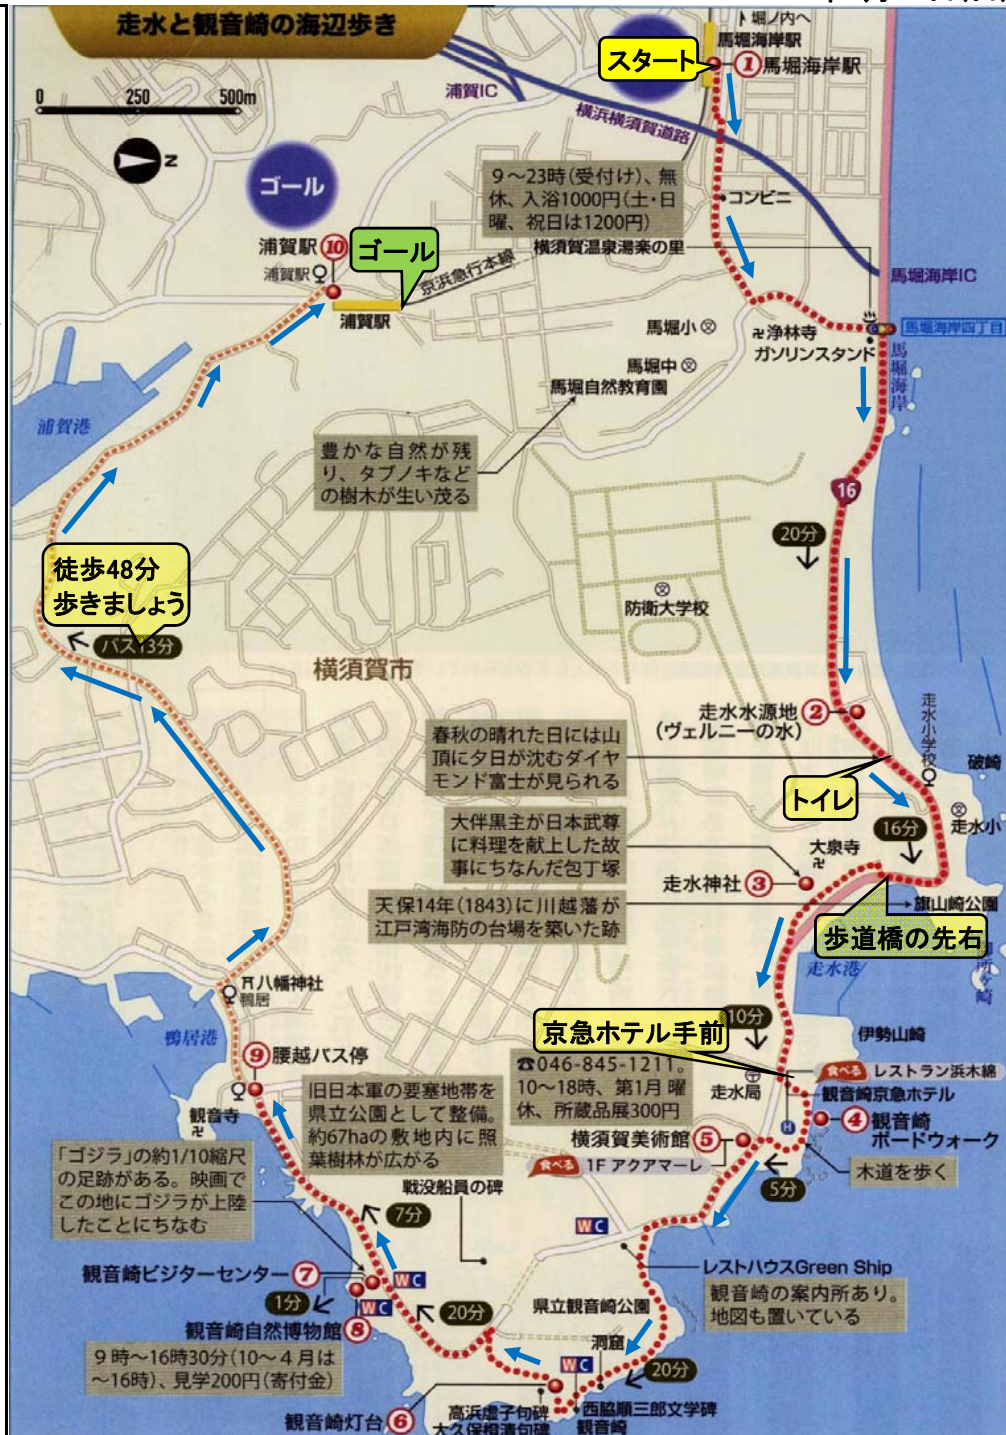 走水と観音崎の海辺歩き
0 250 500m
N
ト堀ノ内へ
馬堀海岸駅
スタート
① 馬堀海岸駅
浦賀IC
横浜横須賀道路
ゴール
9～23時(受付け)、無
休、入浴1000円(土・日
曜、祝日は1200円)
コンビニ
浦賀駅 ⑩
ゴール
浦賀駅
京浜急行本線
横須賀温泉湯楽の里
馬堀海岸IC
浦賀駅
馬堀小
浄林寺
ガソリンスタンド
馬堀海岸四丁目
馬堀海岸
馬堀中
馬堀自然教育園
浦賀港
豊かな自然が残
り、タブノキなど
の樹木が生い茂る
16
20分
徒歩48分
歩きましょう
バス13分
防衛大学校
横須賀市
走水水源地 ②
(ヴェルニーの水)
走水小学校
春秋の晴れた日には山
頂に夕日が沈むダイヤ
モンド富士が見られる
破崎
トイレ
大伴黒主が日本武尊
に料理を献上した故
事にちなんだ包丁塚
16分
走水小
大泉寺
走水神社 ③
天保14年(1843)に川越藩が
江戸湾海防の台場を築いた跡
旗山崎公園
歩道橋の先右
走水港
八幡神社
鴨居
鴨居港
10分
京急ホテル手前
伊勢山崎
⑨ 腰越バス停
☎046-845-1211。
10～18時、第1月曜
休、所蔵品展300円
走水局
食べる レストラン浜木綿
観音崎京急ホテル
旧日本軍の要塞地帯を
県立公園として整備。
約67haの敷地内に照
葉樹林が広がる
観音寺
④ 観音崎
ボードウォーク
横須賀美術館 ⑤
H
食べる 1F アクアマーレ
木道を歩く
5分
「ゴジラ」の約1/10縮尺
の足跡がある。映画で
この地にゴジラが上陸
したことにちなむ
戦没船員の碑
7分
WC
観音崎ビジターセンター ⑦
WC
レストハウスGreen Ship
観音崎の案内所あり。
地図も置いている
1分
WC
20分
県立観音崎公園
観音崎自然博物館 ⑧
洞窟
9時～16時30分(10～4月は
～16時)、見学200円(寄付金)
WC
20分
観音崎灯台 ⑥
高浜虚子句碑
大久保橙青句碑
西脇順三郎文学碑
観音崎